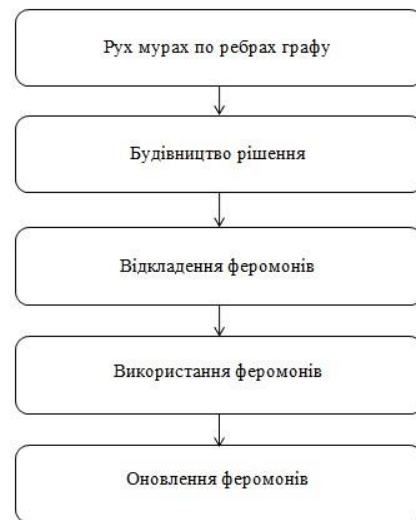 Рух мурах по ребрах графу
Будівництво рішення
Відкладення феромонів
Використання феромонів
Оновлення феромонів